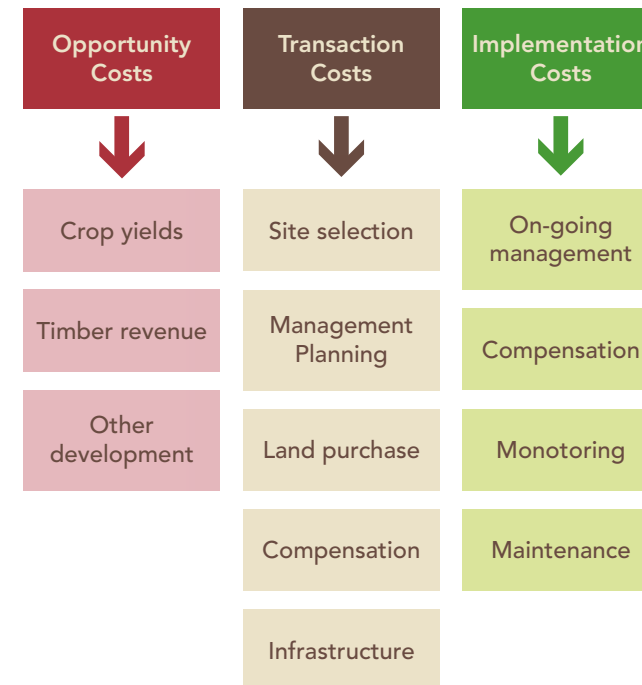 Opportunity
Costs
Crop yields
Timber revenue
Other
development
Transaction
Costs
Site selection
Management
Planning
Land purchase
Compensation
Infrastructure
Implementation
Costs
On-going
management
Compensation
Monotoring
Maintenance